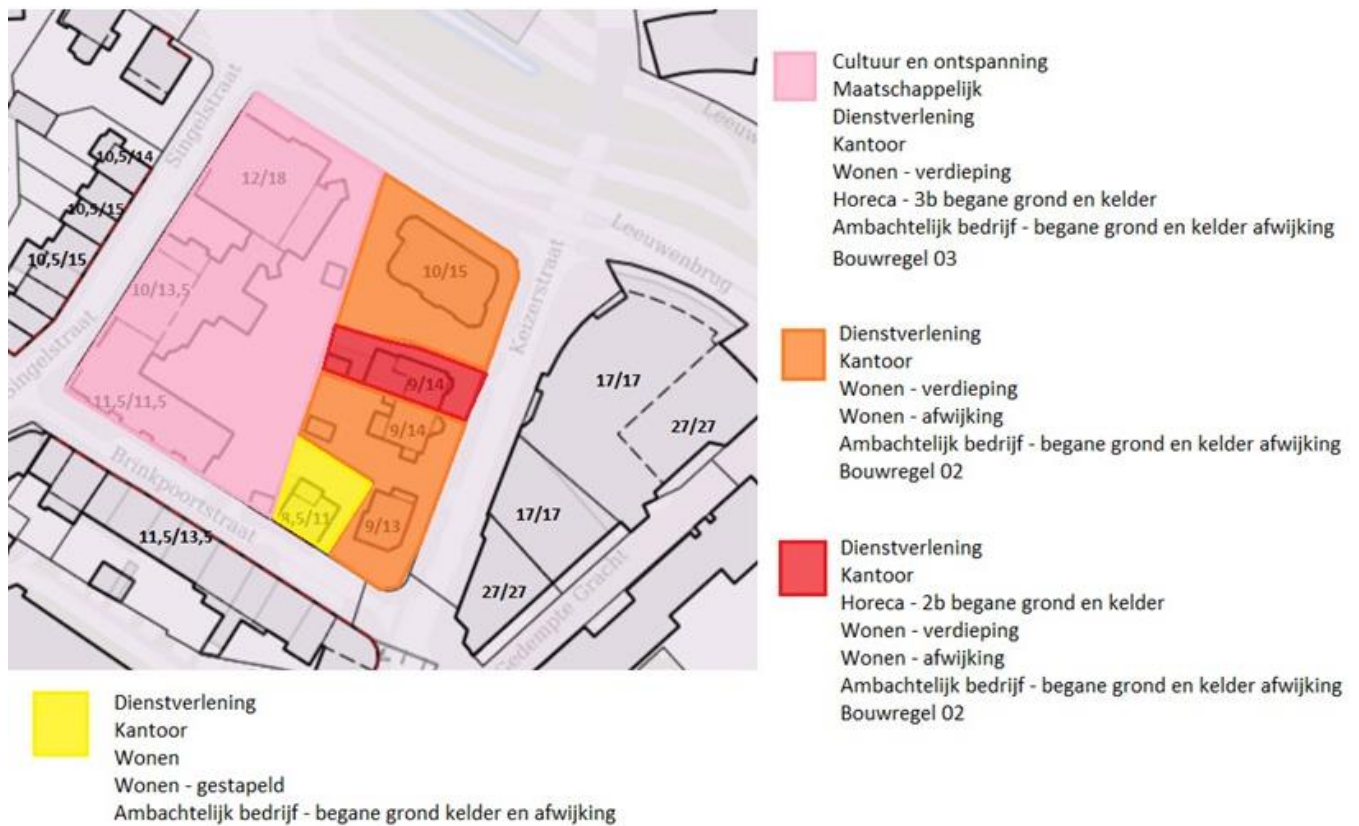 Singelstraat
10,5/14
10,5/15
10,5/15
Singelstraat
12/18
10/13,5
11,5/11,5
10/15
9/14
9/14
9/13
8,5/11
Keizerstraat
Leeuwenbrug
Brinkpoortstraat
11,5/13,5
17/17
27/27
17/17
27/27
Gedempte Gracht
Cultuur en ontspanning
Maatschappelijk
Dienstverlening
Kantoor
Wonen - verdieping
Horeca - 3b begane grond en kelder
Ambachtelijk bedrijf - begane grond en kelder afwijking
Bouwregel 03
Dienstverlening
Kantoor
Wonen - verdieping
Wonen - afwijking
Ambachtelijk bedrijf - begane grond en kelder afwijking
Bouwregel 02
Dienstverlening
Kantoor
Horeca - 2b begane grond en kelder
Wonen - verdieping
Wonen - afwijking
Ambachtelijk bedrijf - begane grond en kelder afwijking
Bouwregel 02
Dienstverlening
Kantoor
Wonen
Wonen - gestapeld
Ambachtelijk bedrijf - begane grond kelder en afwijking